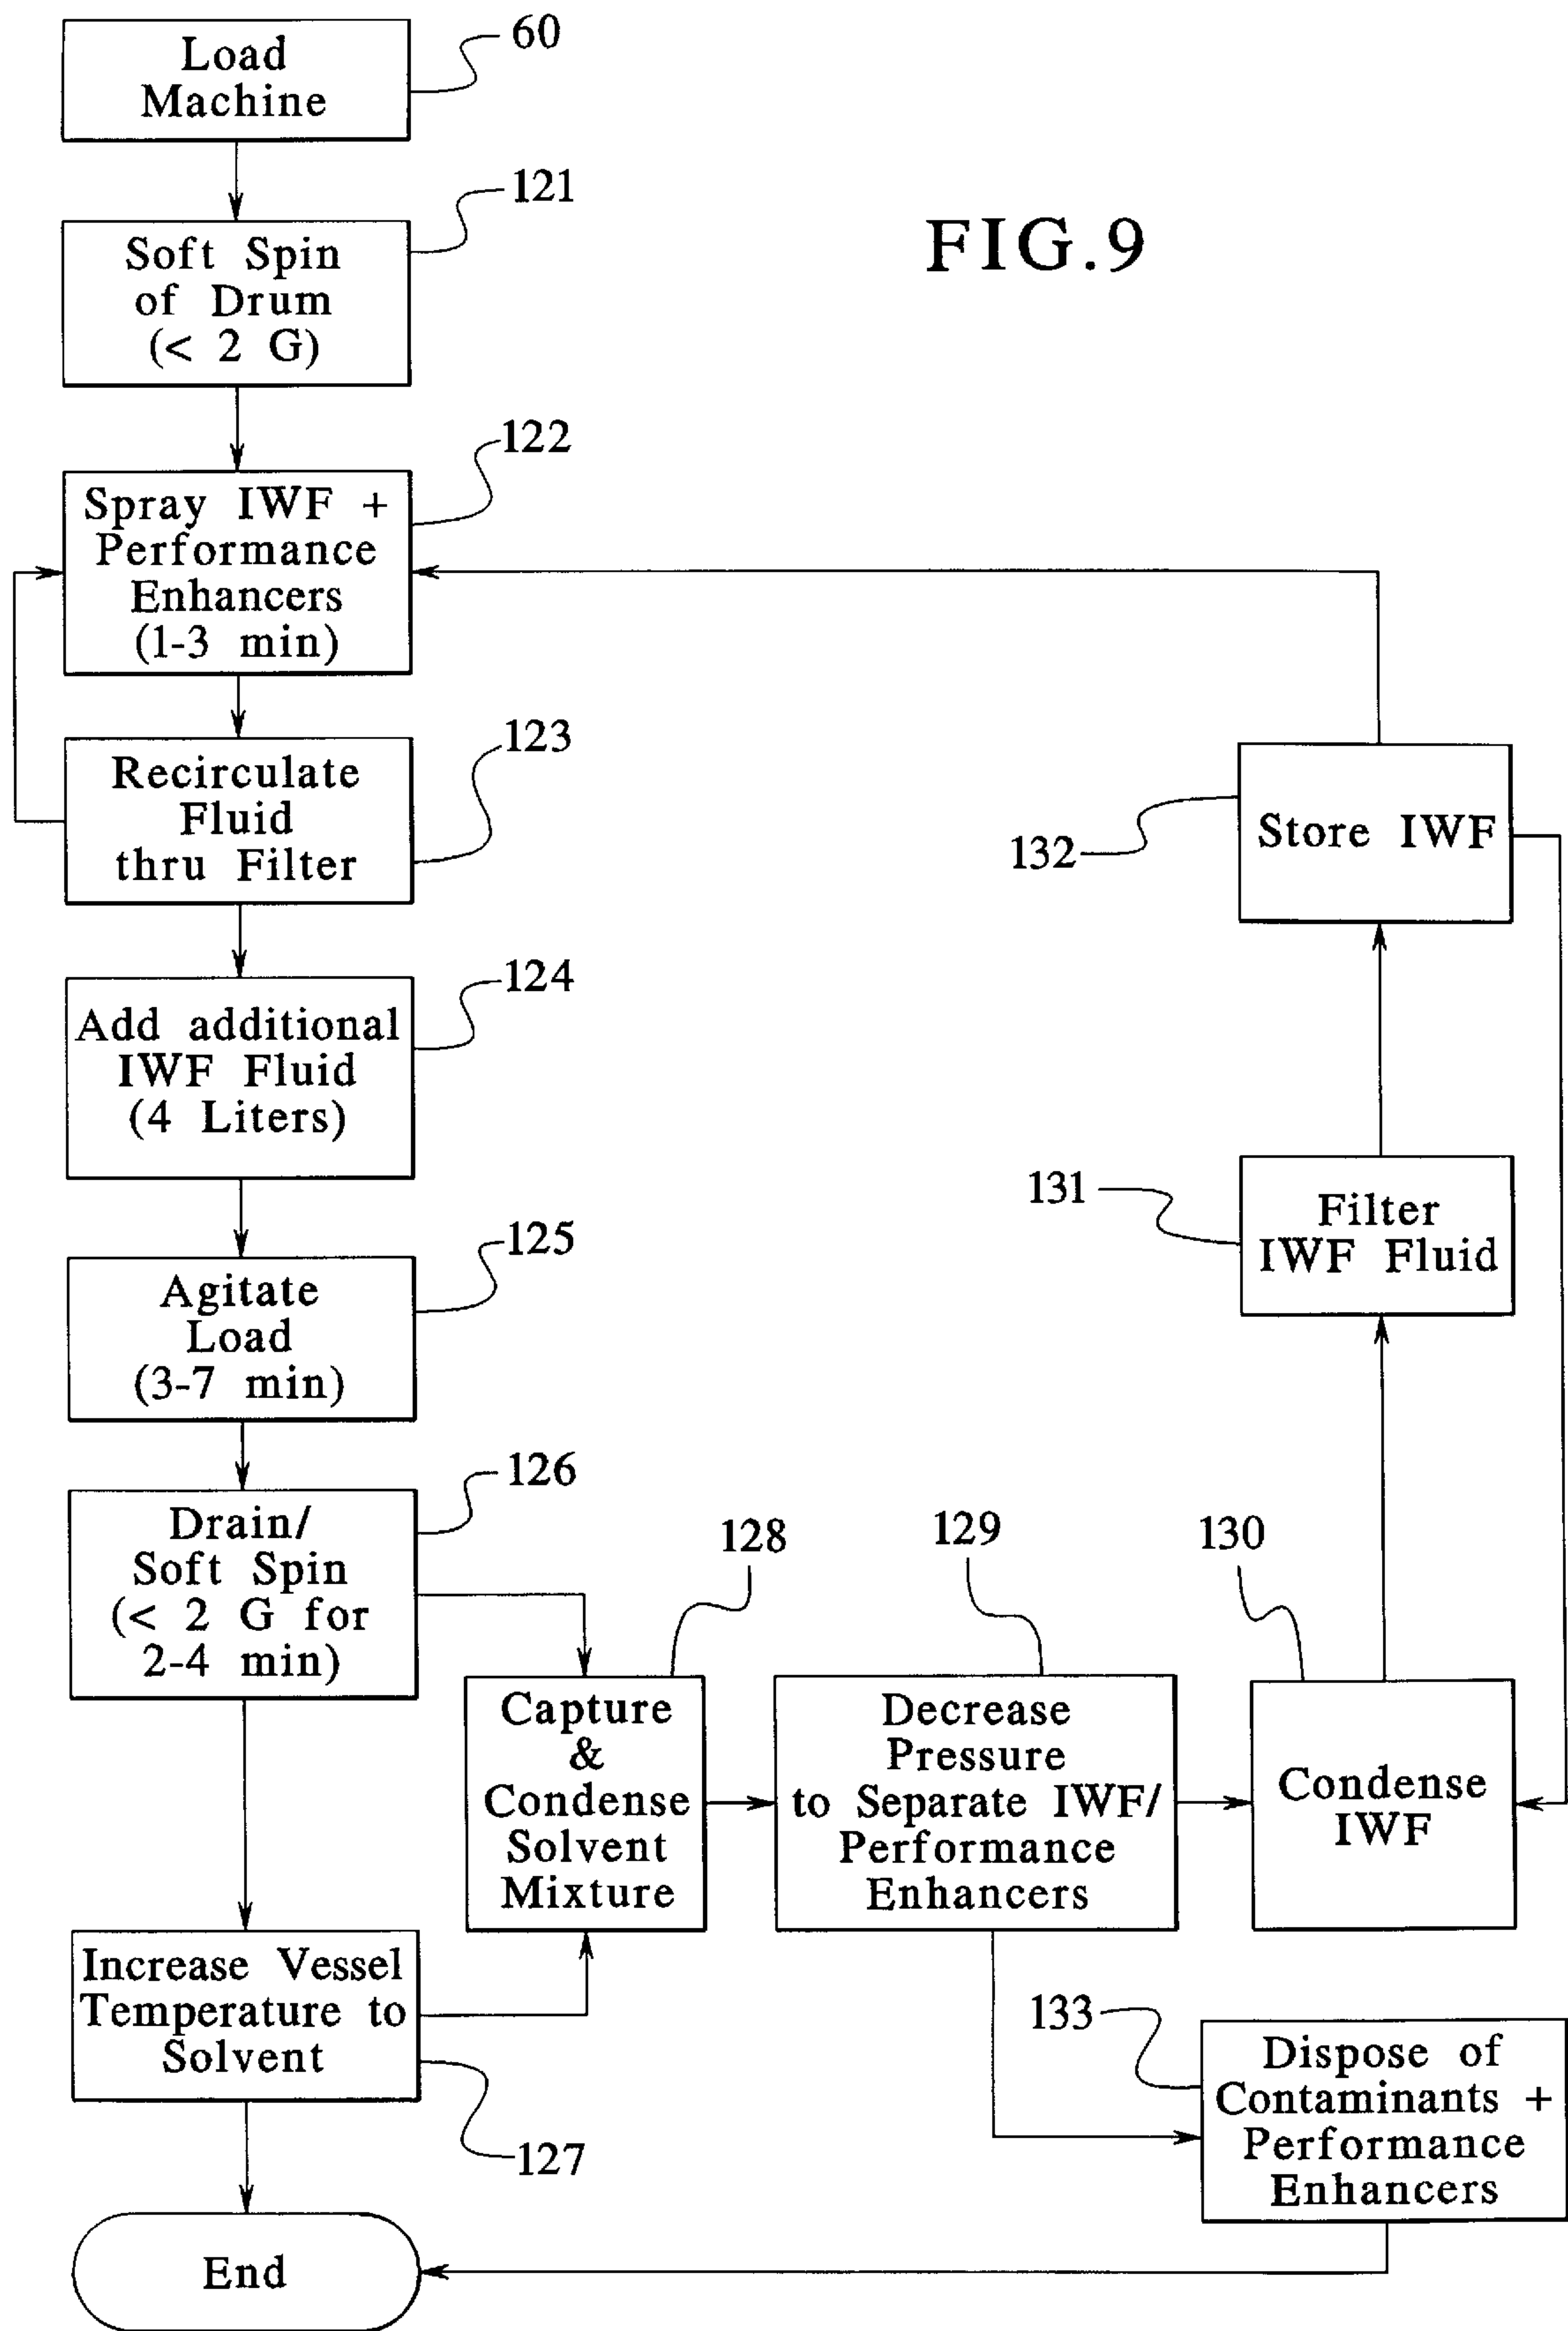 Load
Machine
60
FIG.9
121
Soft Spin
of Drum
(< 2 G)
122
Spray IWF +
Performance
Enhancers
(1-3 min)
123
Recirculate
Fluid
thru Filter
132
Store IWF
124
Add additional
IWF Fluid
(4 Liters)
131
Filter
IWF Fluid
125
Agitate
Load
(3-7 min)
126
Drain/
Soft Spin
(< 2 G for
2-4 min)
128
Capture
&
Condense
Solvent
Mixture
129
Decrease
Pressure
to Separate IWF/
Performance
Enhancers
130
Condense
IWF
Increase Vessel
Temperature to
Solvent
127
133
Dispose of
Contaminants +
Performance
Enhancers
End